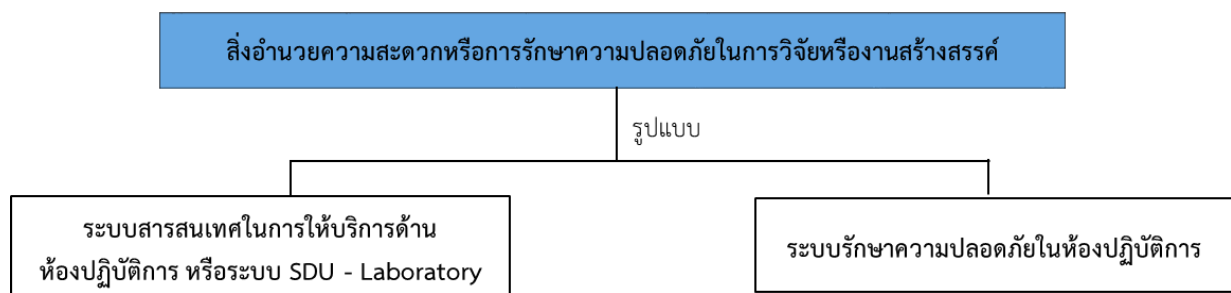 สิ่งอำนวยความสะดวกหรือการรักษาความปลอดภัยในการวิจัยหรืองานสร้างสรรค์
รูปแบบ
ระบบสารสนเทศในการให้บริการด้าน
ห้องปฏิบัติการ หรือระบบ SDU - Laboratory
ระบบรักษาความปลอดภัยในห้องปฏิบัติการ